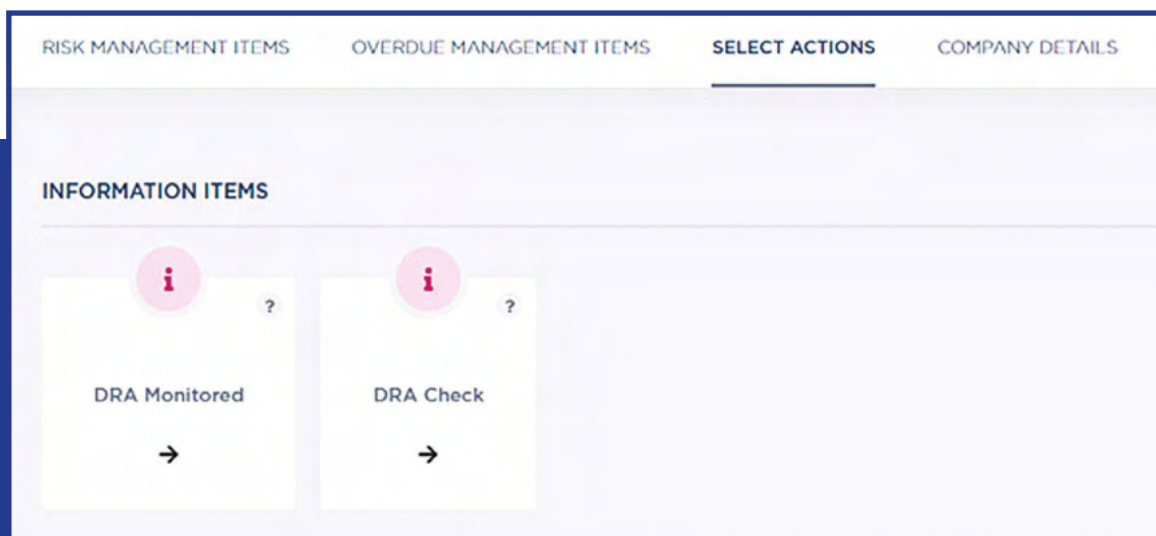 RISK MANAGEMENT ITEMS OVERDUE MANAGEMENT ITEMS SELECT ACTIONS COMPANY DETAILS
INFORMATION ITEMS
i i
? ?
DRA Monitored DRA Check